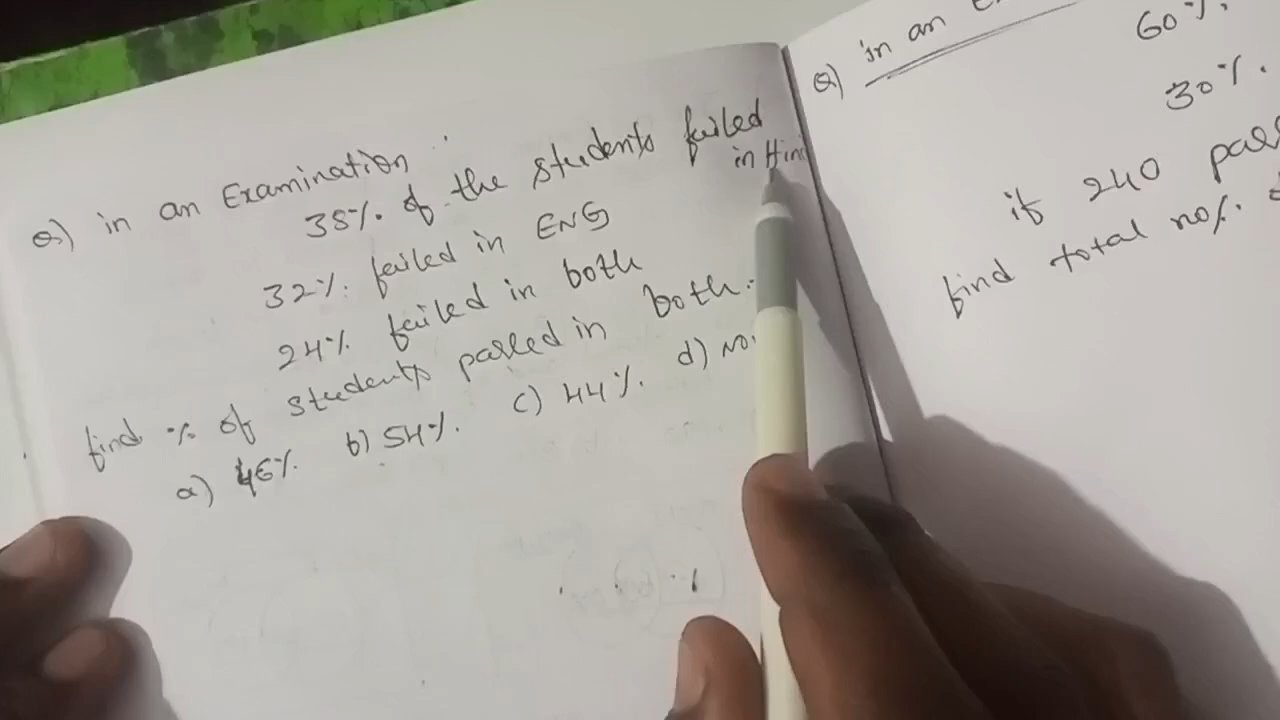 Q) in an Examination
38% of the students failed
in Hin
32% failed in ENG
24% failed in both
find % of students passed in both.
a) 46% b) 54% c) 44% d) No
Q) in an
60%.
30%.
if 240 pass
find total no%.